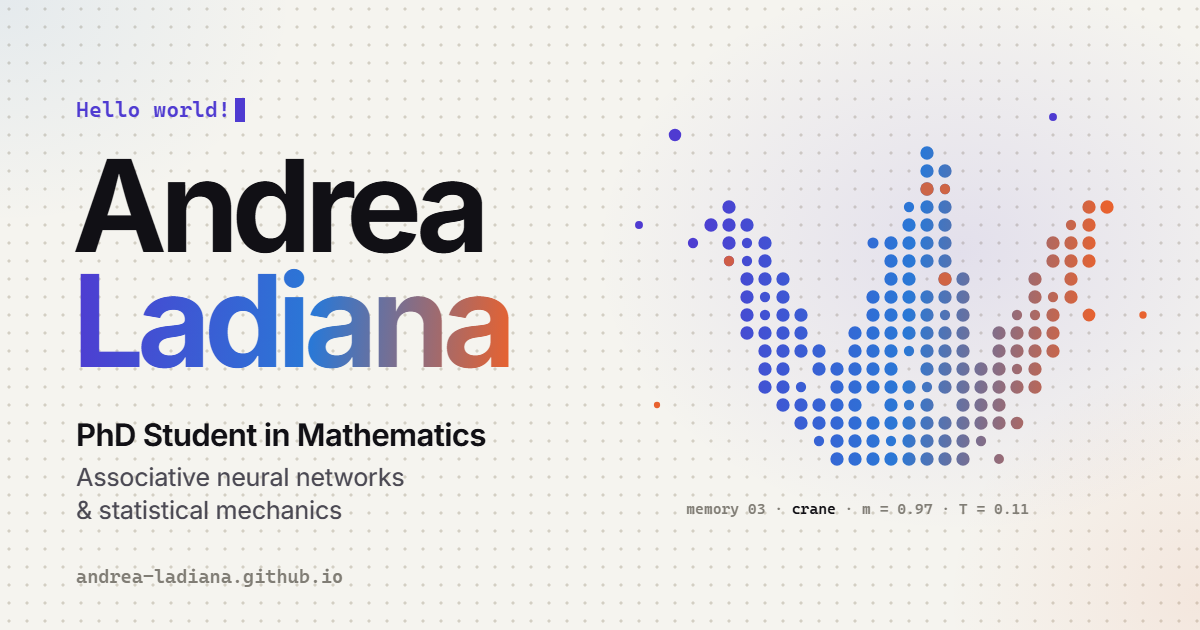 Hello world!
Andrea
Ladiana
PhD Student in Mathematics
Associative neural networks
& statistical mechanics
andrea-ladiana.github.io
memory 03 · crane · m = 0.97 · T = 0.11